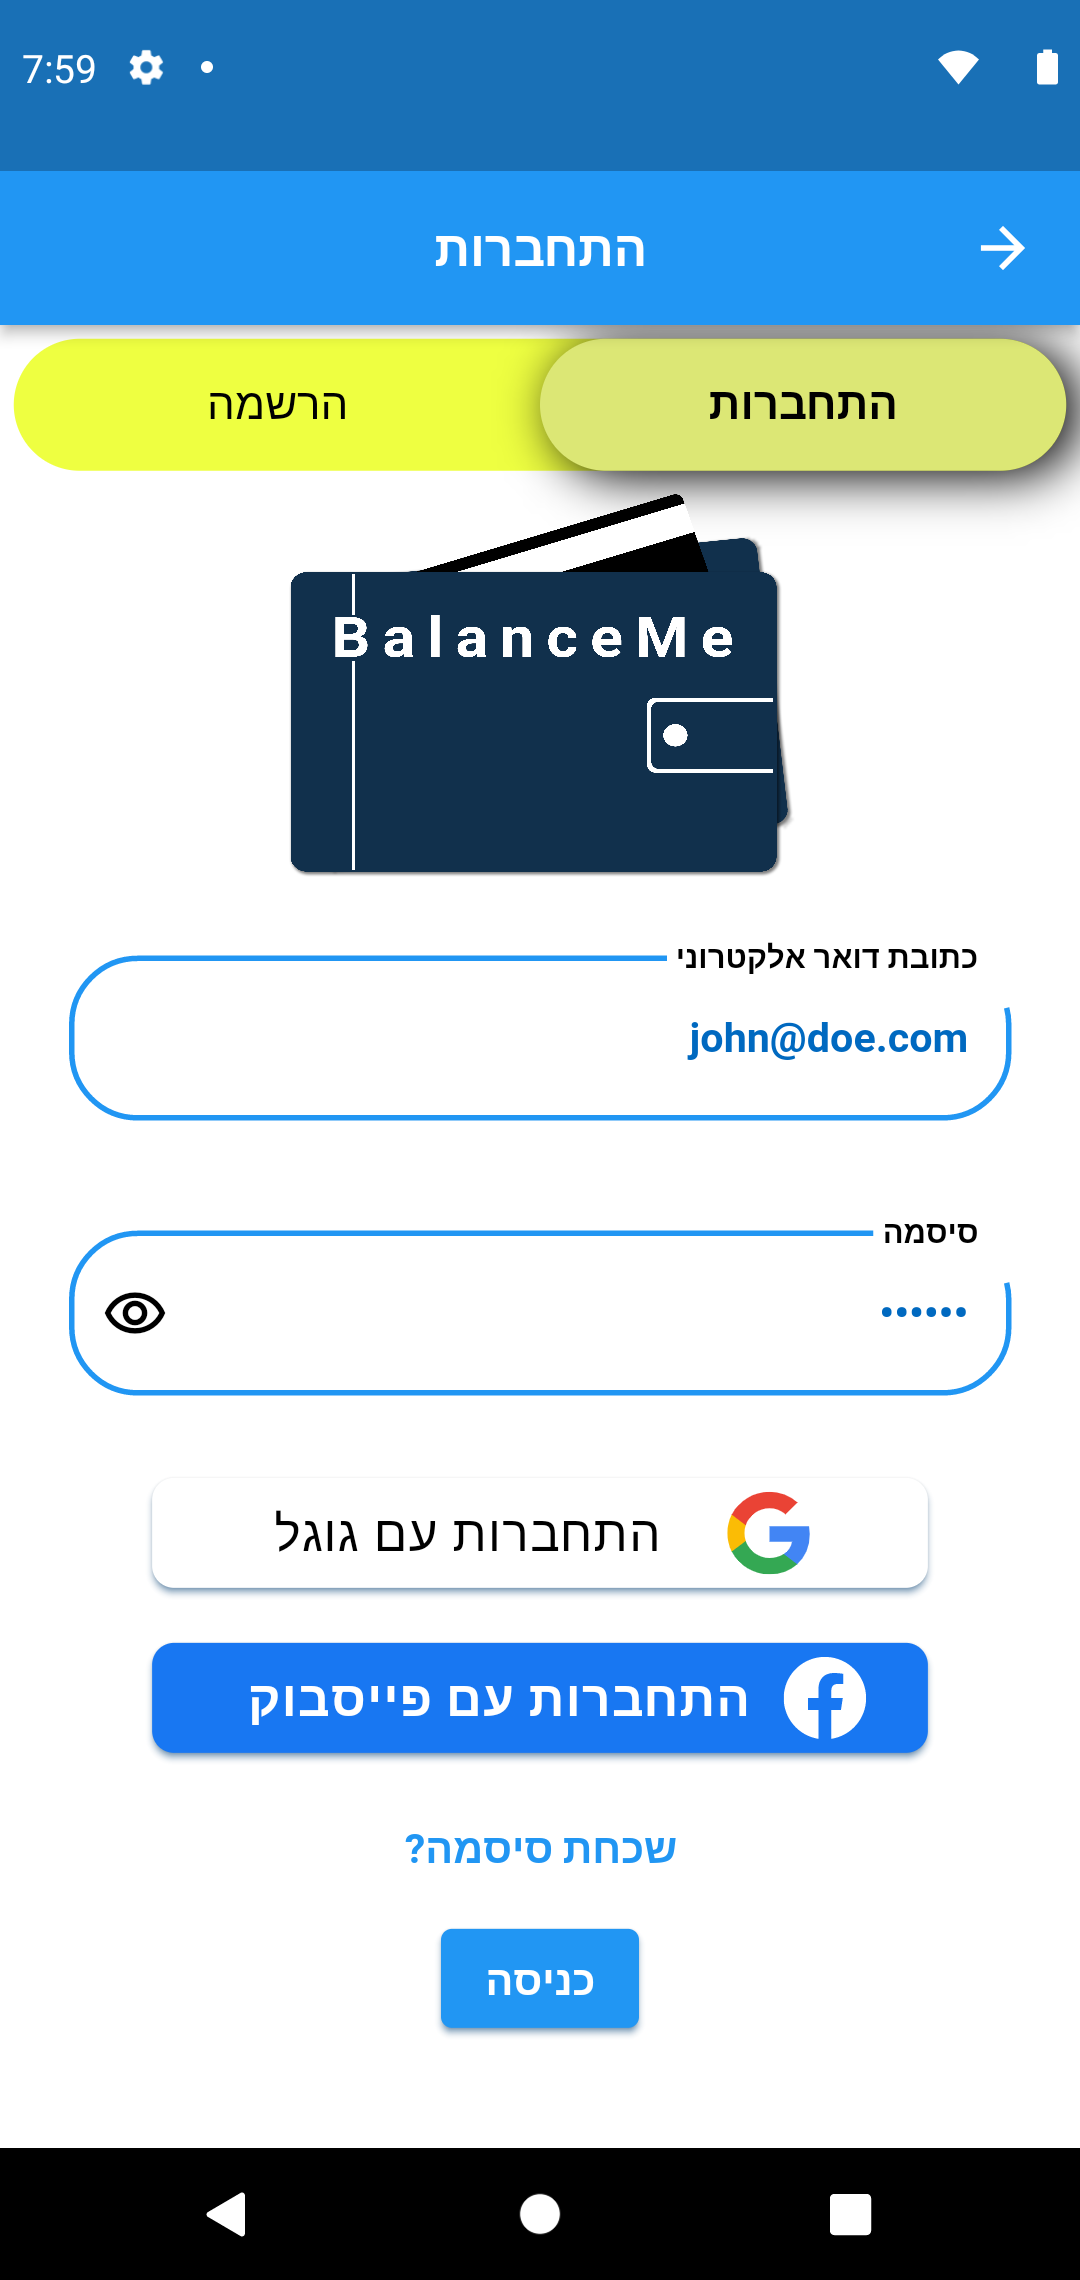 7:59
התחברות
התחברות
הרשמה
BalanceMe
כתובת דואר אלקטרוני
john@doe.com
סיסמה
••••••
התחברות עם גוגל
התחברות עם פייסבוק
שכחת סיסמה?
כניסה